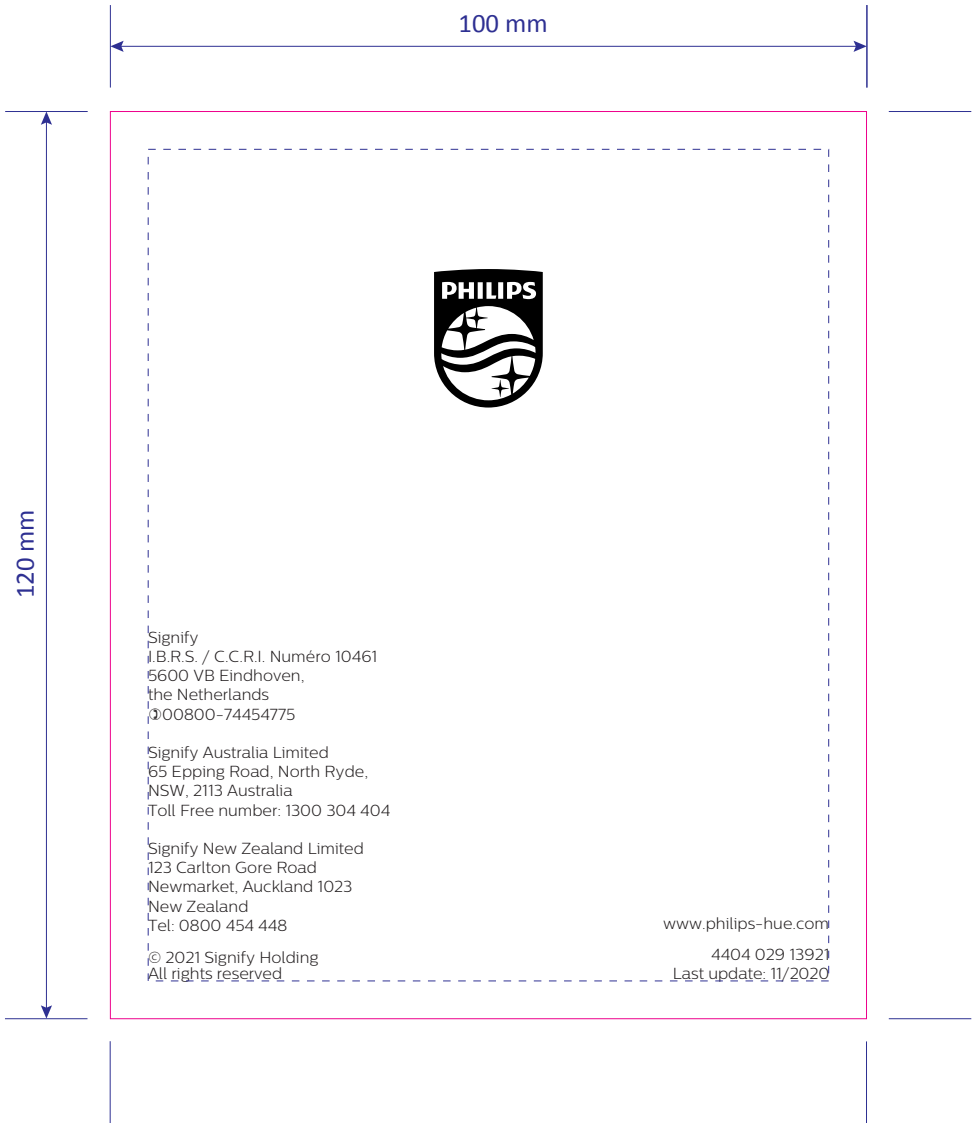 100 mm
120 mm
PHILIPS
Signify
I.B.R.S. / C.C.R.I. Numéro 10461
5600 VB Eindhoven,
the Netherlands
✆00800-74454775
Signify Australia Limited
65 Epping Road, North Ryde,
NSW, 2113 Australia
Toll Free number: 1300 304 404
Signify New Zealand Limited
123 Carlton Gore Road
Newmarket, Auckland 1023
New Zealand
Tel: 0800 454 448
© 2021 Signify Holding
All rights reserved
www.philips-hue.com
4404 029 13921
Last update: 11/2020